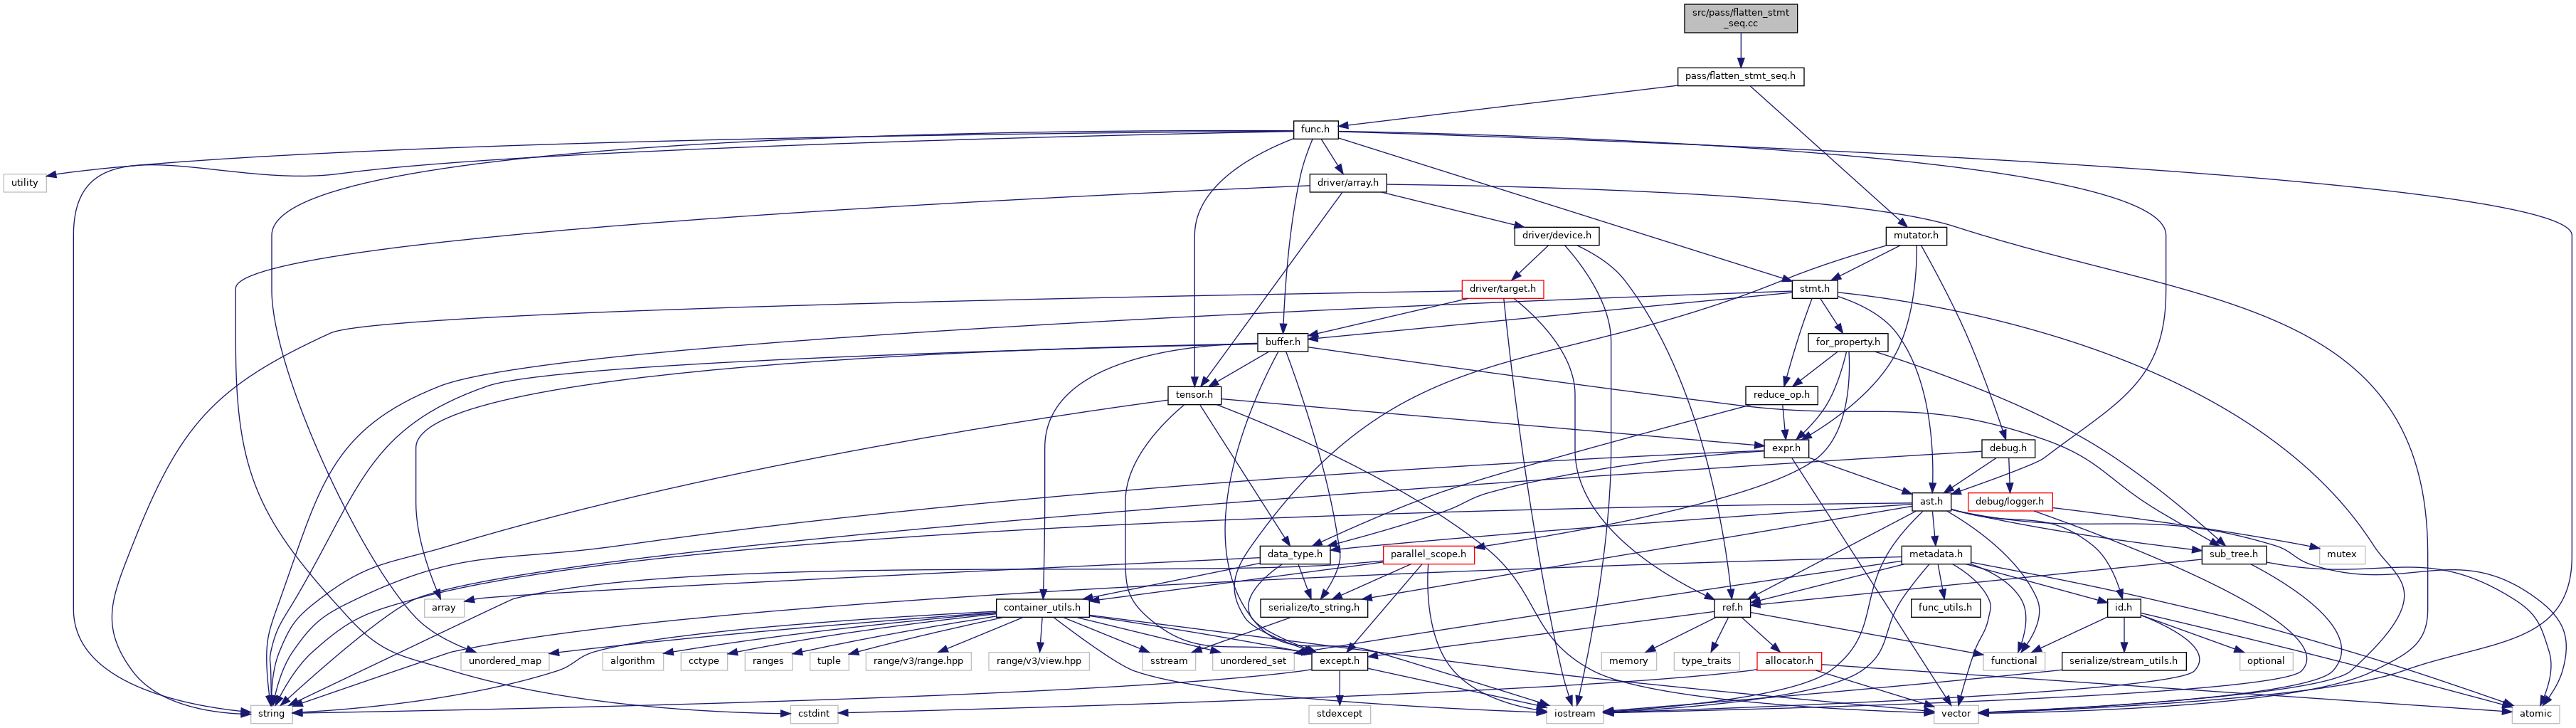 src/pass/flatten_stmt
_seq.cc
pass/flatten_stmt_seq.h
func.h
utility
driver/array.h
driver/device.h
mutator.h
driver/target.h
stmt.h
buffer.h
for_property.h
tensor.h
reduce_op.h
expr.h
debug.h
ast.h
debug/logger.h
data_type.h
parallel_scope.h
metadata.h
sub_tree.h
mutex
array
container_utils.h
serialize/to_string.h
ref.h
func_utils.h
id.h
unordered_map
algorithm
cctype
ranges
tuple
range/v3/range.hpp
range/v3/view.hpp
sstream
unordered_set
except.h
memory
type_traits
allocator.h
functional
serialize/stream_utils.h
optional
string
cstdint
stdexcept
iostream
vector
atomic